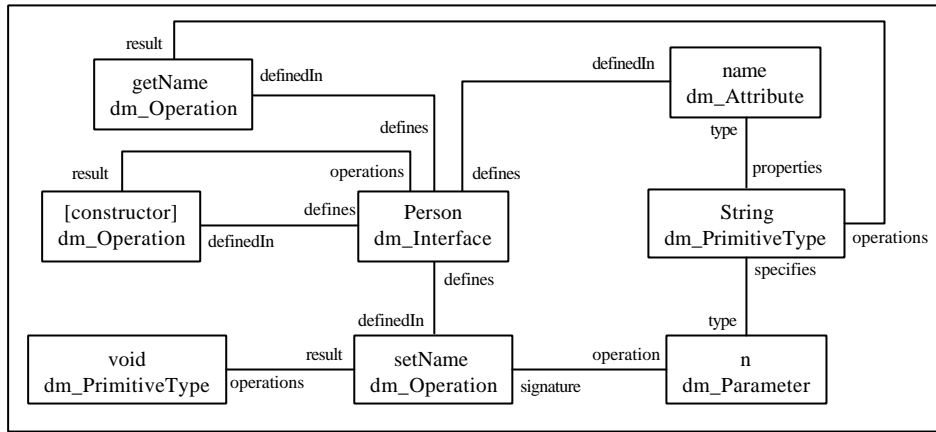 result
getName
dm_Operation
definedIn
defines
definedIn
name
dm_Attribute
type
properties
result
operations
defines
[constructor]
dm_Operation
definedIn
defines
Person
dm_Interface
String
dm_PrimitiveType
operations
defines
specifies
definedIn
type
void
dm_PrimitiveType
operations
result
setName
dm_Operation
signature
operation
n
dm_Parameter